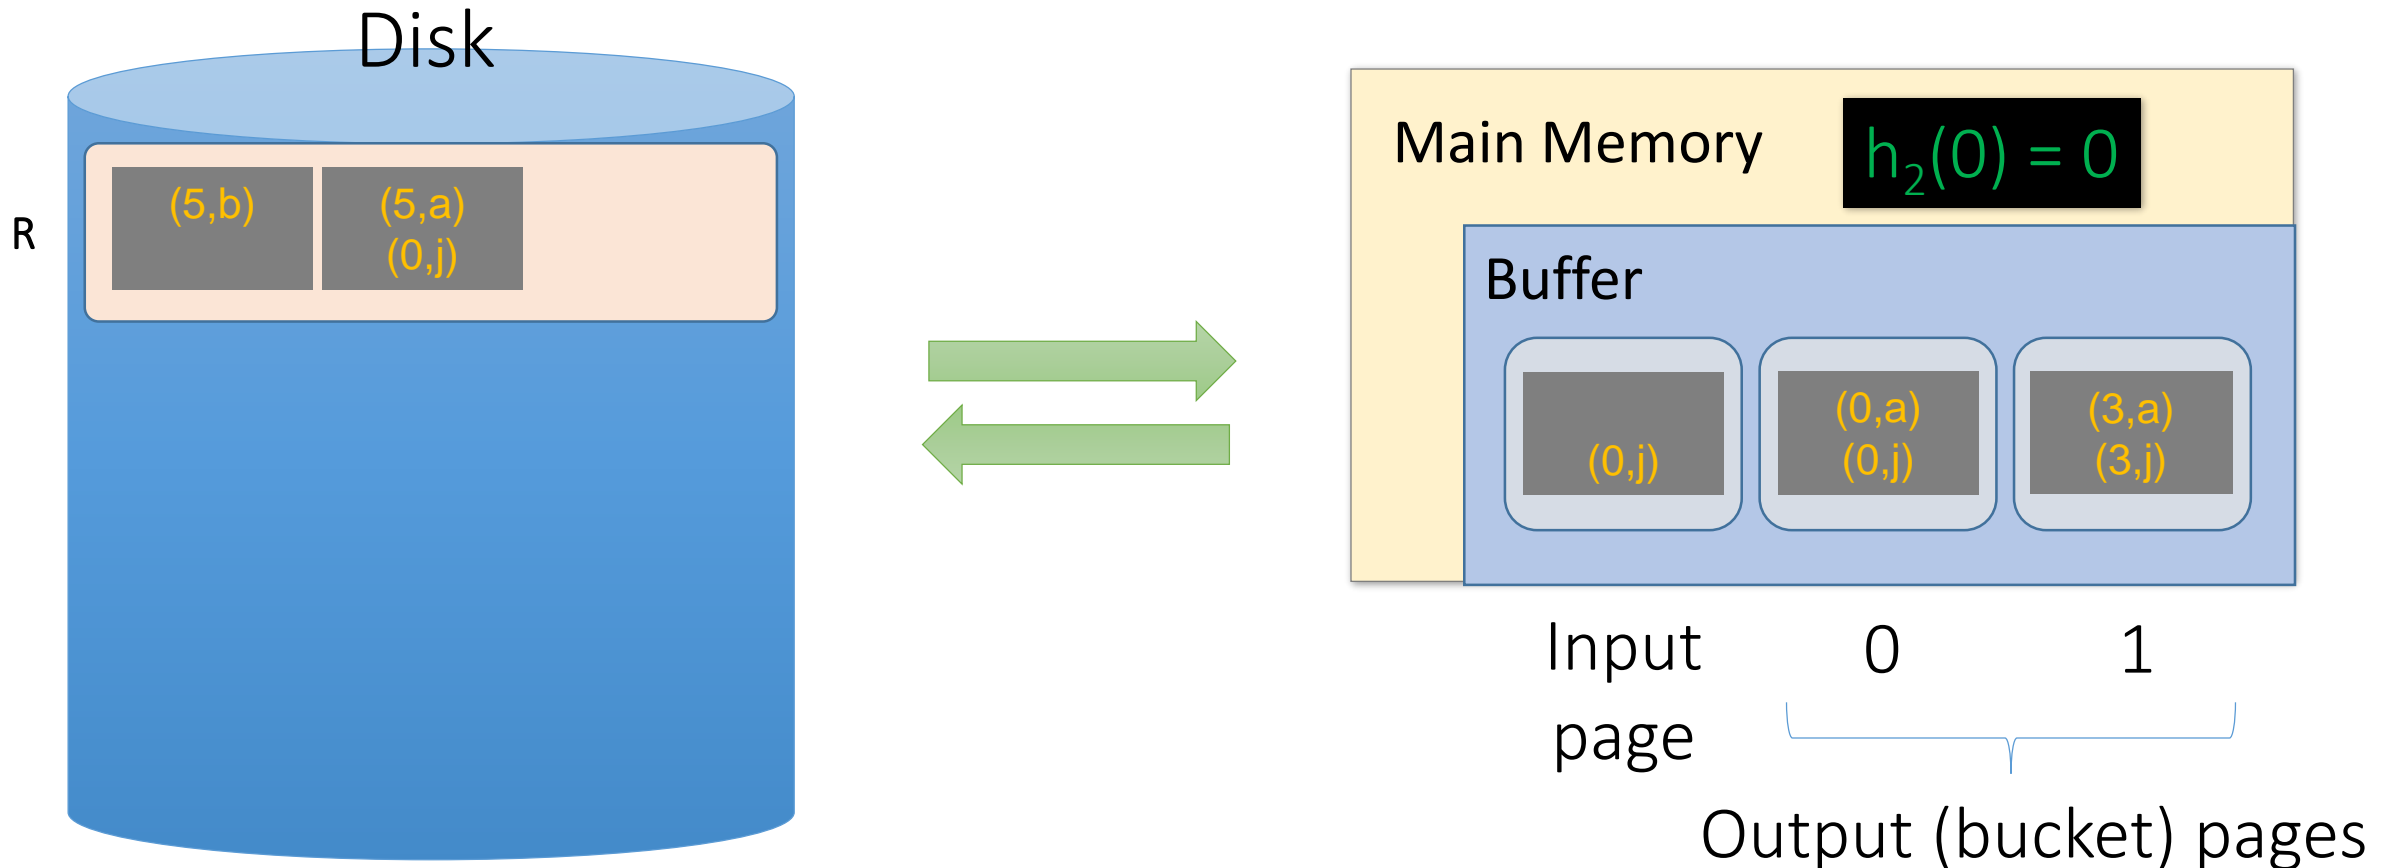 Disk
R
(5,b)
(5,a)
(0,j)
Main Memory
h₂(0) = 0
Buffer
(0,j)
(0,a)
(0,j)
(3,a)
(3,j)
Input
page
0
1
Output (bucket) pages